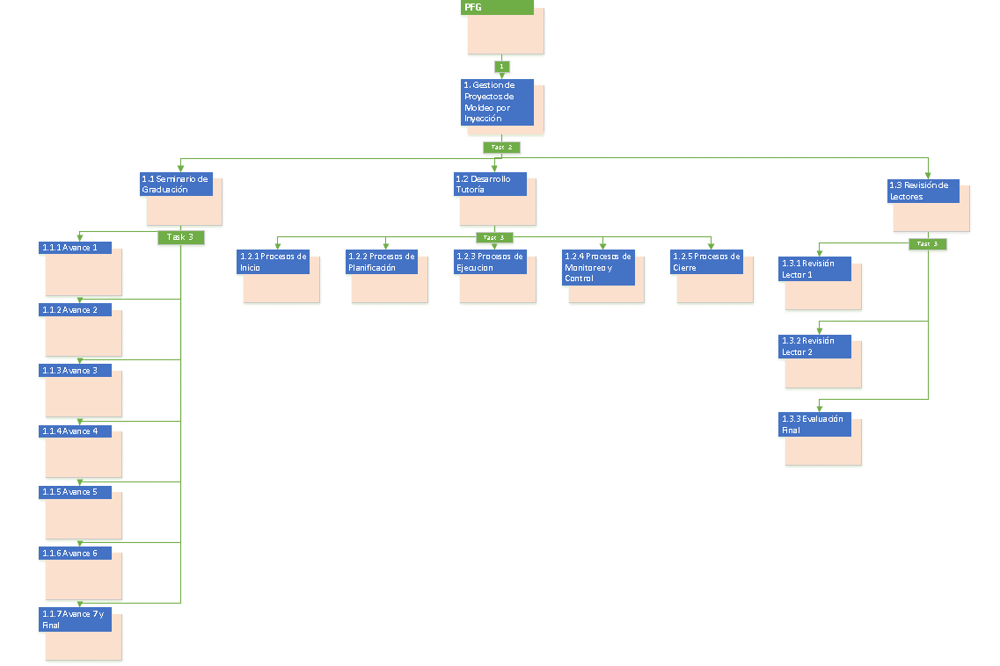 PFG
1
1. Gestion de
Proyectos de
Moldeo por
Inyección
Task 2
1.1 Seminario de
Graduación
Task 3
1.1.1 Avance 1
1.1.2 Avance 2
1.1.3 Avance 3
1.1.4 Avance 4
1.1.5 Avance 5
1.1.6 Avance 6
1.1.7 Avance 7 y
Final
1.2 Desarrollo
Tutoría
Task 3
1.2.1 Procesos de
Inicio
1.2.2 Procesos de
Planificación
1.2.3 Procesos de
Ejecucion
1.2.4 Procesos de
Monitoreo y
Control
1.2.5 Procesos de
Cierre
1.3 Revisión de
Lectores
Task 3
1.3.1 Revisión
Lector 1
1.3.2 Revisión
Lector 2
1.3.3 Evaluación
Final